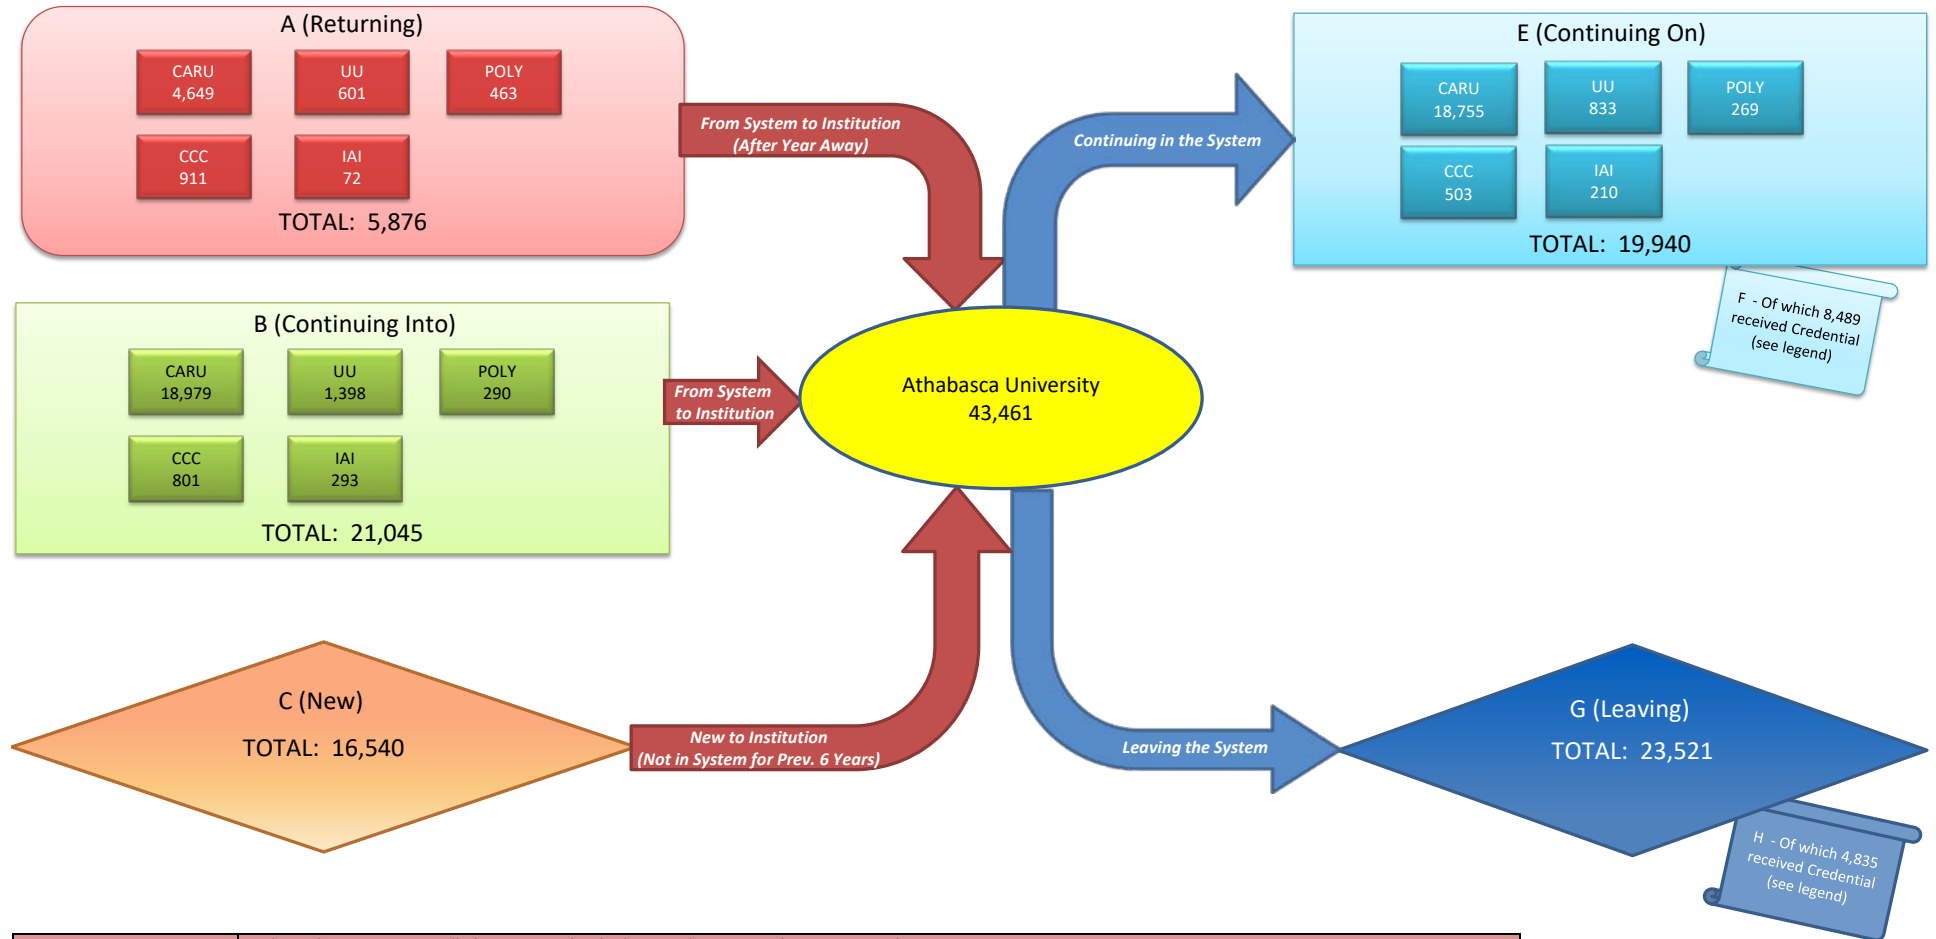 A (Returning)
CARU
4,649
UU
601
POLY
463
CCC
911
IAI
72
TOTAL: 5,876
From System to Institution
(After Year Away)
B (Continuing Into)
CARU
18,979
UU
1,398
POLY
290
CCC
801
IAI
293
TOTAL: 21,045
From System
to Institution
C (New)
TOTAL: 16,540
New to Institution
(Not in System for Prev. 6 Years)
Athabasca University
43,461
Continuing in the System
E (Continuing On)
CARU
18,755
UU
833
POLY
269
CCC
503
IAI
210
TOTAL: 19,940
F - Of which 8,489
received Credential
(see legend)
Leaving the System
G (Leaving)
TOTAL: 23,521
H - Of which 4,835
received Credential
(see legend)